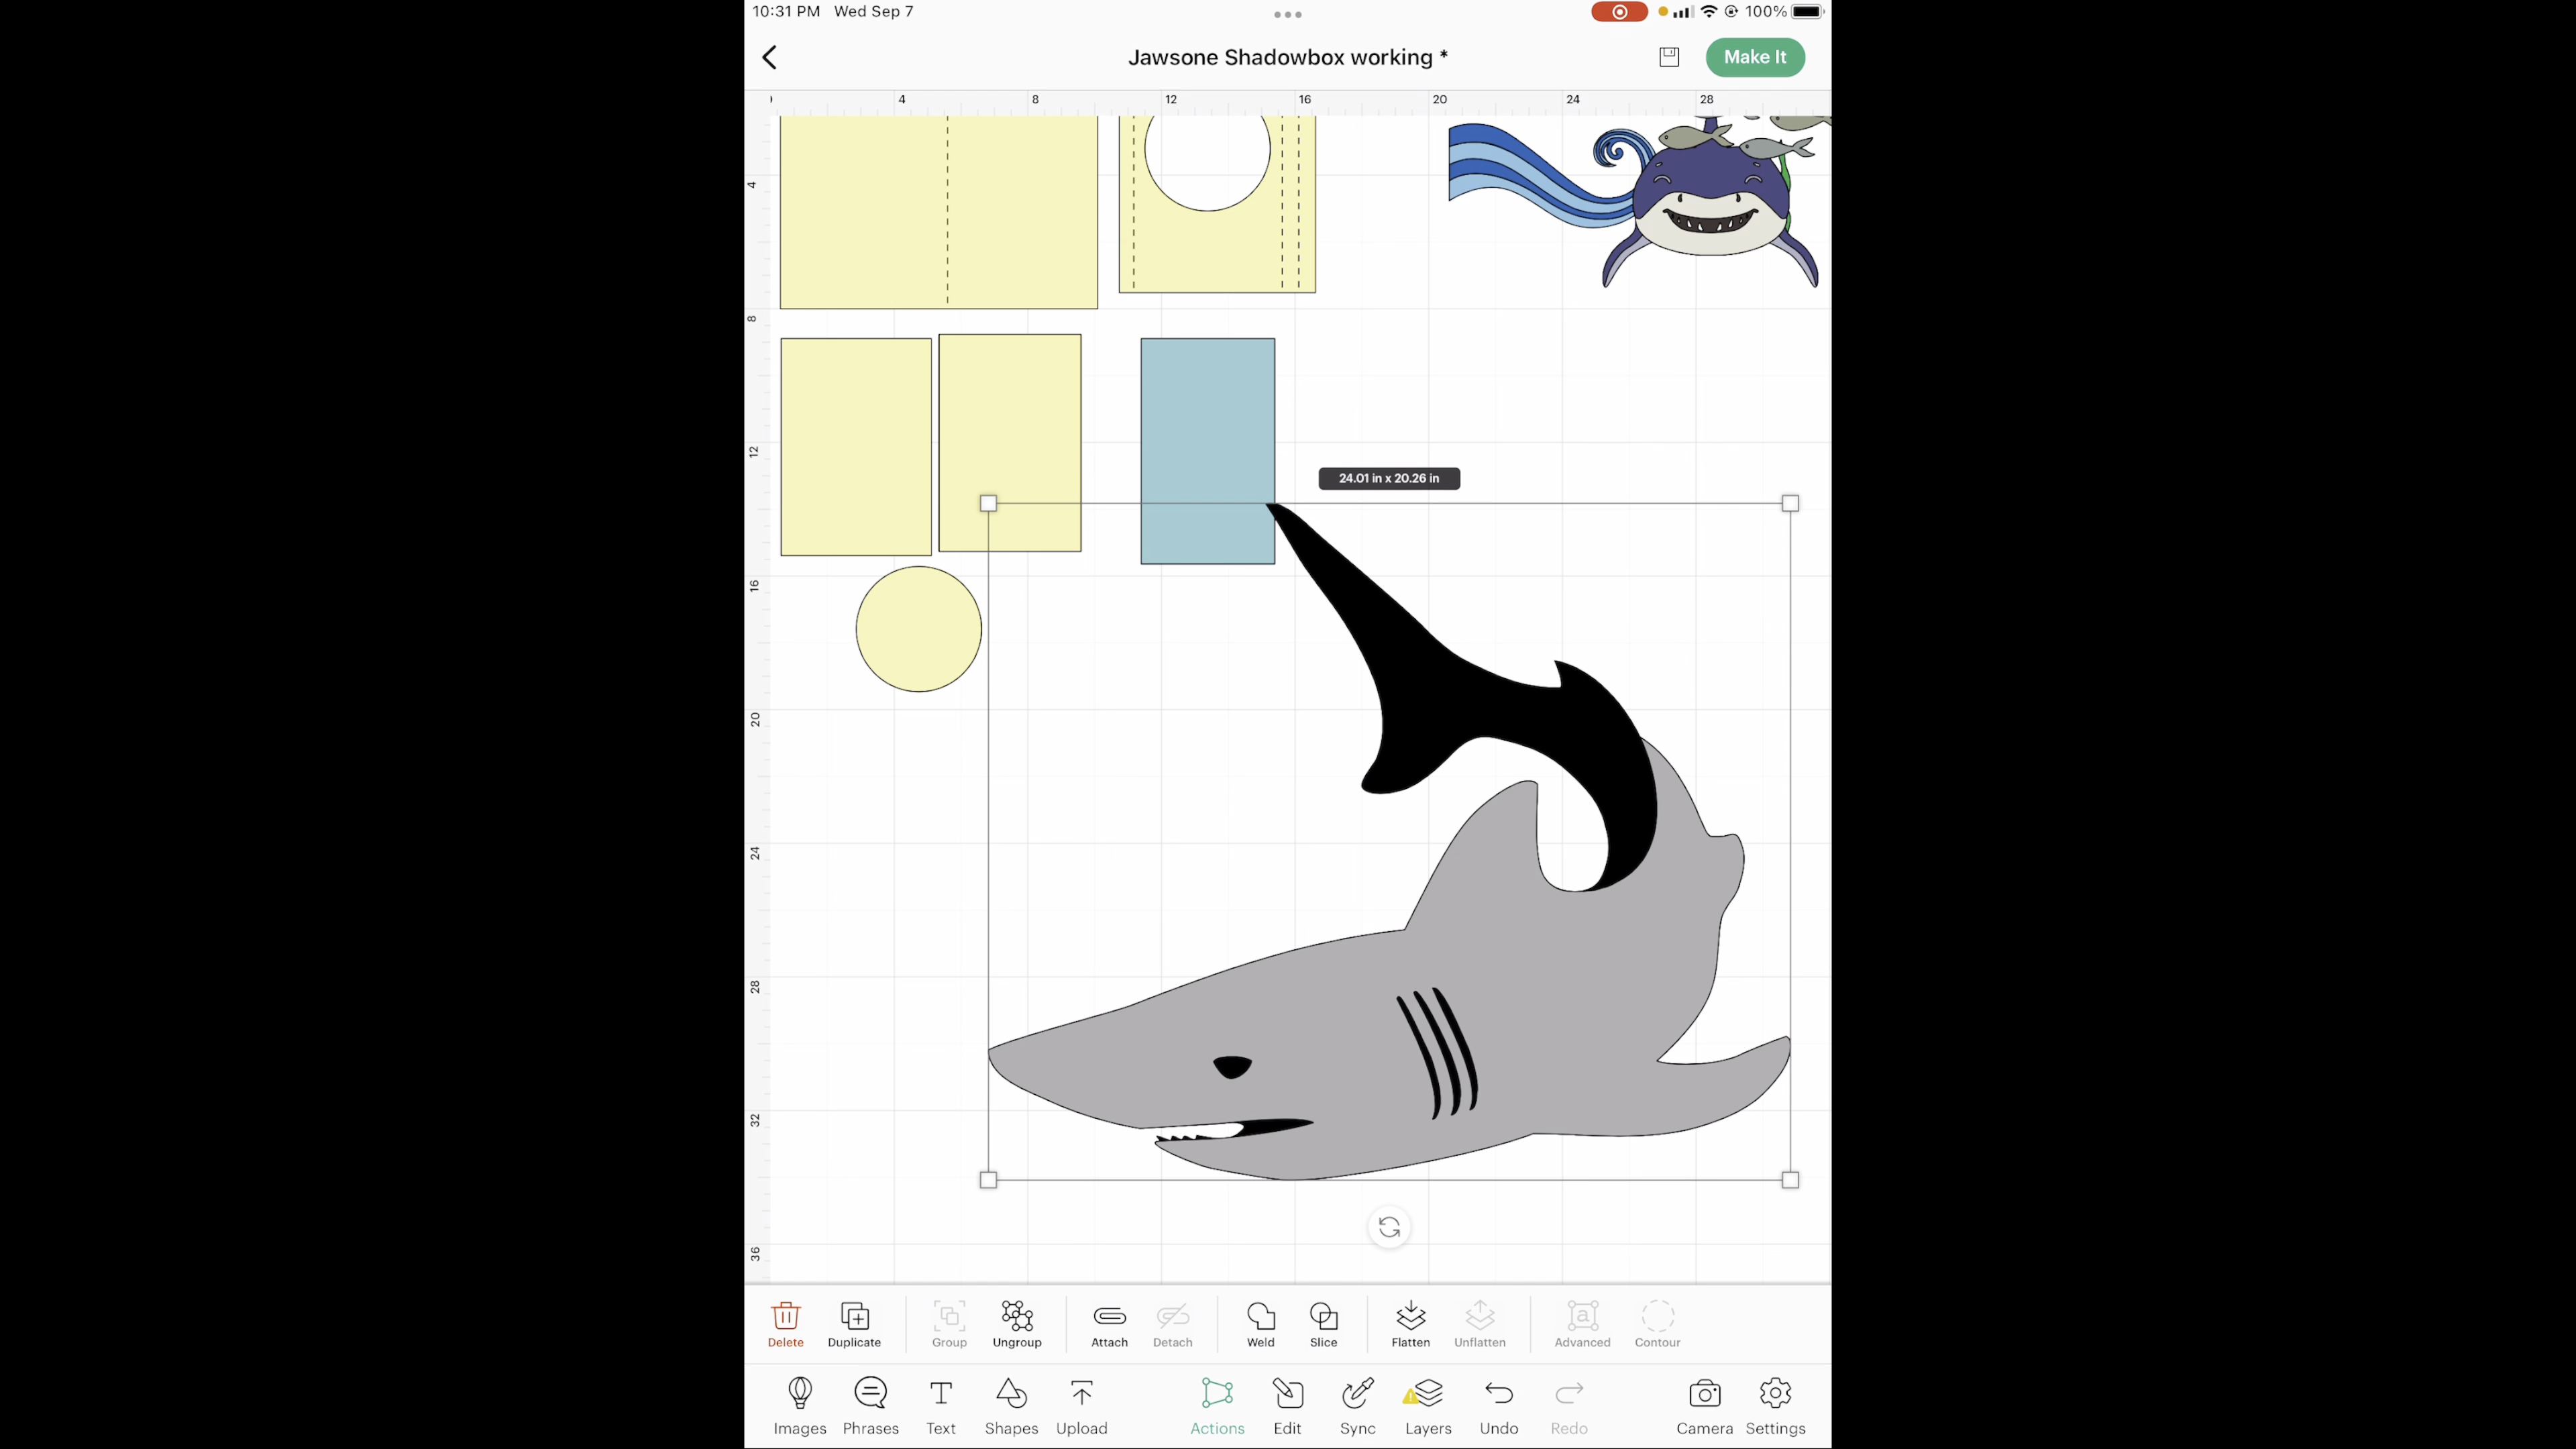 10:31 PM Wed Sep 7
100%
Jawsone Shadowbox working *
Make It
4 8 12 16 20 24 28
4
8
12
24.01 in x 20.26 in
16
20
24
28
32
36
Delete Duplicate Group Ungroup Attach Detach Weld Slice Flatten Unflatten Advanced Contour
Images Phrases Text Shapes Upload Actions Edit Sync Layers Undo Redo Camera Settings